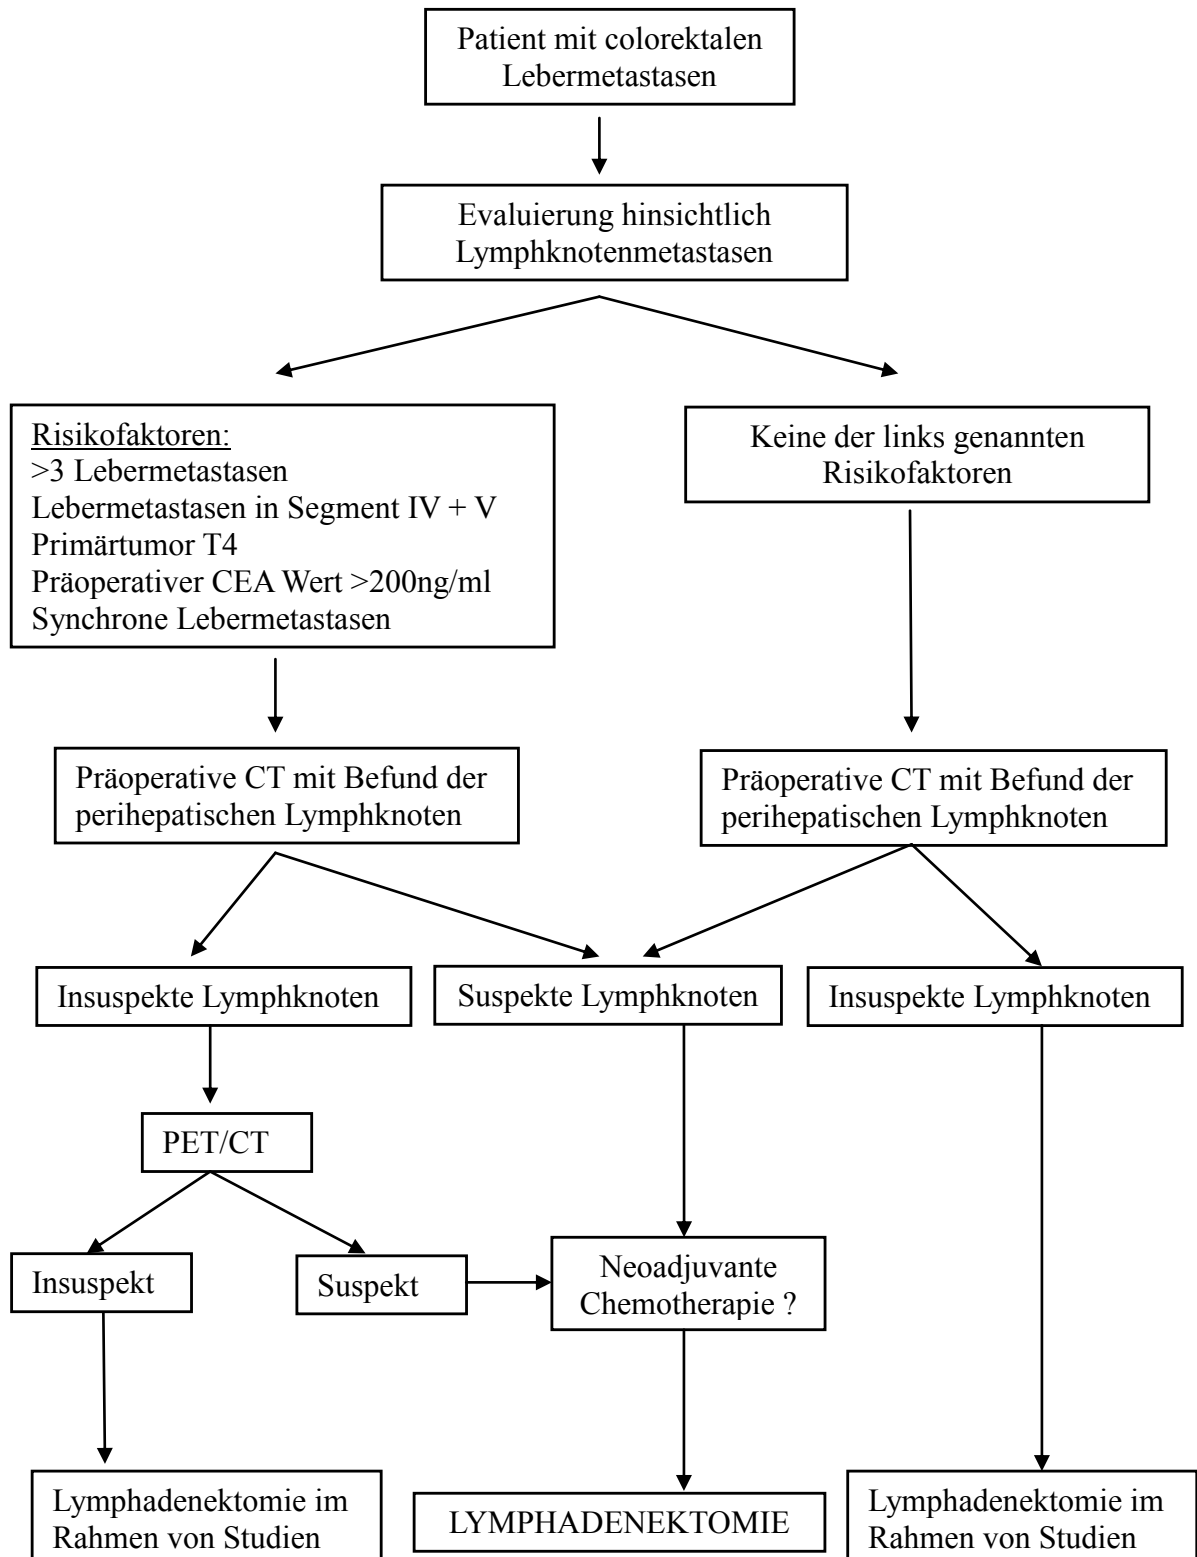 Patient mit colorektalen
Lebermetastasen
Evaluierung hinsichtlich
Lymphknotenmetastasen
Risikofaktoren:
>3 Lebermetastasen
Lebermetastasen in Segment IV + V
Primärtumor T4
Präoperativer CEA Wert >200ng/ml
Synchrone Lebermetastasen
Keine der links genannten
Risikofaktoren
Präoperative CT mit Befund der
perihepatischen Lymphknoten
Präoperative CT mit Befund der
perihepatischen Lymphknoten
Insuspekte Lymphknoten
Suspekte Lymphknoten
Insuspekte Lymphknoten
PET/CT
Insuspekt
Suspekt
Neoadjuvante
Chemotherapie ?
Lymphadenektomie im
Rahmen von Studien
LYMPHADENEKTOMIE
Lymphadenektomie im
Rahmen von Studien